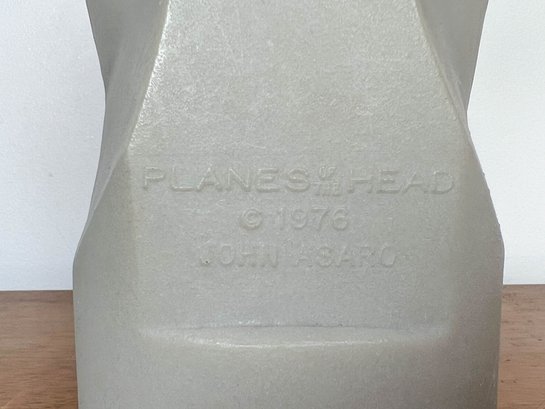 PLANES OF THE HEAD
© 1976
JOHN ASARO